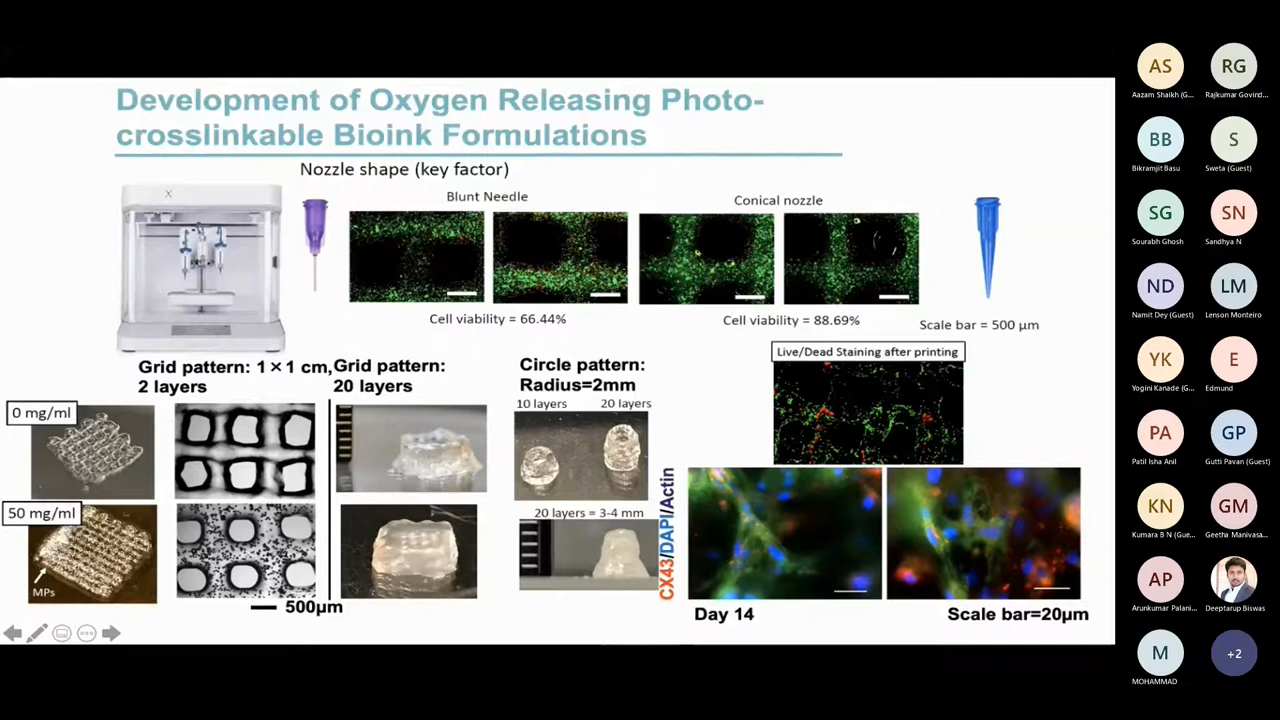 Development of Oxygen Releasing Photo-
crosslinkable Bioink Formulations
Nozzle shape (key factor)
Blunt Needle
Conical nozzle
Cell viability = 66.44%
Cell viability = 88.69%
Scale bar = 500 µm
Live/Dead Staining after printing
Grid pattern: 1 × 1 cm,
2 layers
Grid pattern:
20 layers
Circle pattern:
Radius=2mm
10 layers
20 layers
0 mg/ml
50 mg/ml
MPs
500µm
20 layers = 3-4 mm
CX43/DAPI/Actin
Day 14
Scale bar=20µm
X
AS
Aazam Shaikh (G...
RG
Rajkumar Govind...
BB
Bikramjit Basu
S
Sweta (Guest)
SG
Sourabh Ghosh
SN
Sandhya N
ND
Namit Dey (Guest)
LM
Lenson Monteiro
YK
Yogini Kanade (G...
E
Edmund
PA
Patil Isha Anil
GP
Gutti Pavan (Guest)
KN
Kumara B N (Gue...
GM
Geetha Manivasa...
AP
Arunkumar Palani...
Deeptarup Biswas
M
MOHAMMAD
+2